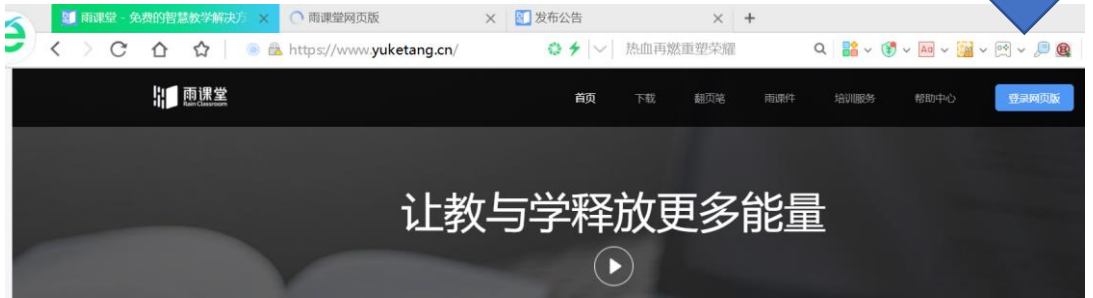 雨课堂 - 免费的智慧教学解决方
雨课堂网页版
发布公告
https://www.yuketang.cn/
热血再燃重塑荣耀
雨课堂
Rain Classroom
首页 下载 翻页笔 雨课件 培训服务 帮助中心 登录网页版
让教与学释放更多能量